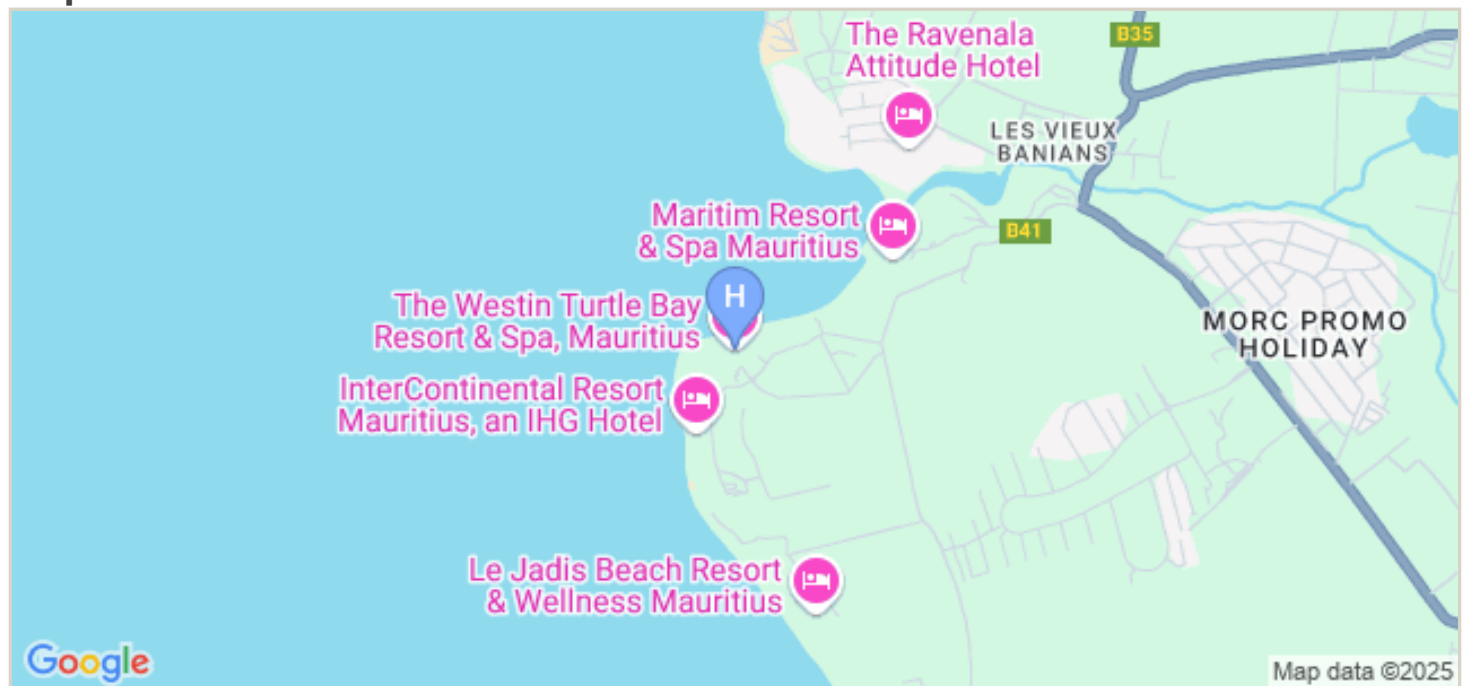 The Ravenala
Attitude Hotel
B35
LES VIEUX
BANIANS
Maritim Resort
& Spa Mauritius
B41
H
The Westin Turtle Bay
Resort & Spa, Mauritius
MORC PROMO
HOLIDAY
InterContinental Resort
Mauritius, an IHG Hotel
Le Jadis Beach Resort
& Wellness Mauritius
Google
Map data ©2025